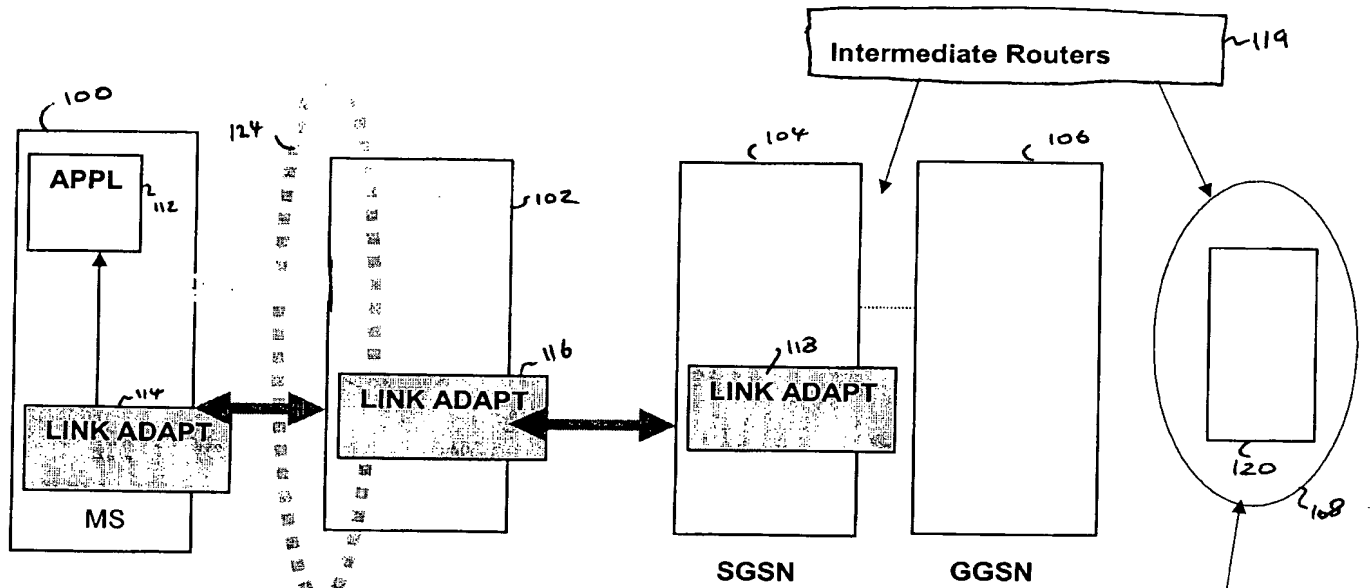 Intermediate Routers
119
100
124
104
106
APPL
112
102
116
118
114
LINK ADAPT
LINK ADAPT
LINK ADAPT
120
108
MS
SGSN
GGSN